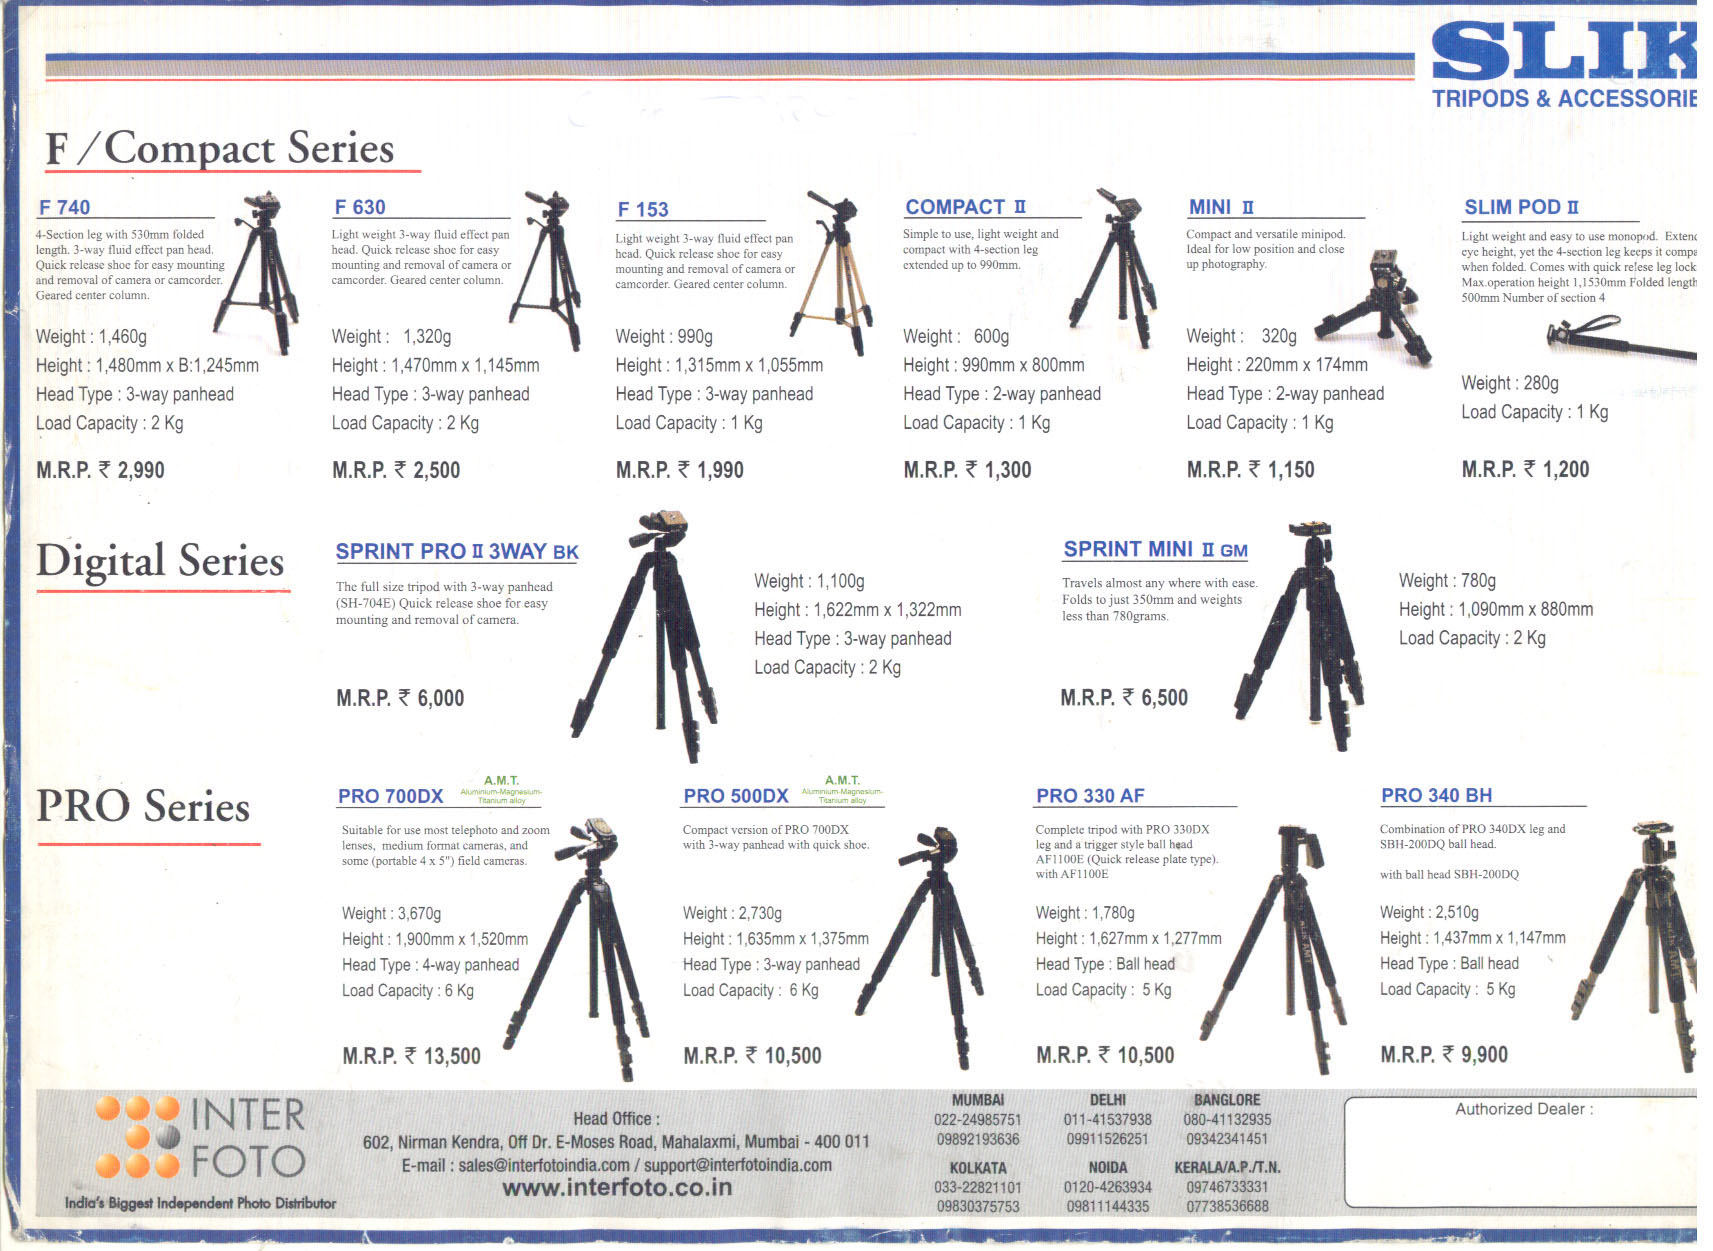 SLIK
TRIPODS & ACCESSORIE
F / Compact Series
F 740
4-Section leg with 530mm folded
length. 3-way fluid effect pan head.
Quick release shoe for easy mounting
and removal of camera or camcorder.
Geared center column.
Weight : 1,460g
Height : 1,480mm x B:1,245mm
Head Type : 3-way panhead
Load Capacity : 2 Kg
M.R.P. ₹ 2,990
F 630
Light weight 3-way fluid effect pan
head. Quick release shoe for easy
mounting and removal of camera or
camcorder. Geared center column.
Weight : 1,320g
Height : 1,470mm x 1,145mm
Head Type : 3-way panhead
Load Capacity : 2 Kg
M.R.P. ₹ 2,500
F 153
Light weight 3-way fluid effect pan
head. Quick release shoe for easy
mounting and removal of camera or
camcorder. Geared center column.
Weight : 990g
Height : 1,315mm x 1,055mm
Head Type : 3-way panhead
Load Capacity : 1 Kg
M.R.P. ₹ 1,990
COMPACT II
Simple to use, light weight and
compact with 4-section leg
extended up to 990mm.
Weight : 600g
Height : 990mm x 800mm
Head Type : 2-way panhead
Load Capacity : 1 Kg
M.R.P. ₹ 1,300
MINI II
Compact and versatile minipod.
Ideal for low position and close
up photography.
Weight : 320g
Height : 220mm x 174mm
Head Type : 2-way panhead
Load Capacity : 1 Kg
M.R.P. ₹ 1,150
SLIM POD II
Light weight and easy to use monopod. Extenc
eye height, yet the 4-section leg keeps it compa
when folded. Comes with quick relese leg lock
Max.operation height 1,1530mm Folded length
500mm Number of section 4
Weight : 280g
Load Capacity : 1 Kg
M.R.P. ₹ 1,200
Digital Series
SPRINT PRO II 3WAY BK
The full size tripod with 3-way panhead
(SH-704E) Quick release shoe for easy
mounting and removal of camera.
M.R.P. ₹ 6,000
Weight : 1,100g
Height : 1,622mm x 1,322mm
Head Type : 3-way panhead
Load Capacity : 2 Kg
SPRINT MINI II GM
Travels almost any where with ease.
Folds to just 350mm and weights
less than 780grams.
M.R.P. ₹ 6,500
Weight : 780g
Height : 1,090mm x 880mm
Load Capacity : 2 Kg
PRO Series
PRO 700DX
A.M.T.
Aluminium-Magnesium-
Titanium alloy
Suitable for use most telephoto and zoom
lenses, medium format cameras, and
some (portable 4 x 5") field cameras.
Weight : 3,670g
Height : 1,900mm x 1,520mm
Head Type : 4-way panhead
Load Capacity : 6 Kg
M.R.P. ₹ 13,500
PRO 500DX
A.M.T.
Aluminium-Magnesium-
Titanium alloy
Compact version of PRO 700DX
with 3-way panhead with quick shoe.
Weight : 2,730g
Height : 1,635mm x 1,375mm
Head Type : 3-way panhead
Load Capacity : 6 Kg
M.R.P. ₹ 10,500
PRO 330 AF
Complete tripod with PRO 330DX
leg and a trigger style ball head
AF1100E (Quick release plate type).
with AF1100E
Weight : 1,780g
Height : 1,627mm x 1,277mm
Head Type : Ball head
Load Capacity : 5 Kg
M.R.P. ₹ 10,500
SLIK AMT
PRO 340 BH
Combination of PRO 340DX leg and
SBH-200DQ ball head.
with ball head SBH-200DQ
Weight : 2,510g
Height : 1,437mm x 1,147mm
Head Type : Ball head
Load Capacity : 5 Kg
M.R.P. ₹ 9,900
SLIK AMT
INTER
FOTO
India's Biggest Independent Photo Distributor
Head Office :
602, Nirman Kendra, Off Dr. E-Moses Road, Mahalaxmi, Mumbai - 400 011
E-mail : sales@interfotoindia.com / support@interfotoindia.com
www.interfoto.co.in
MUMBAI
022-24985751
09892193636
DELHI
011-41537938
09911526251
BANGLORE
080-41132935
09342341451
KOLKATA
033-22821101
09830375753
NOIDA
0120-4263934
09811144335
KERALA/A.P./T.N.
09746733331
07738536688
Authorized Dealer :